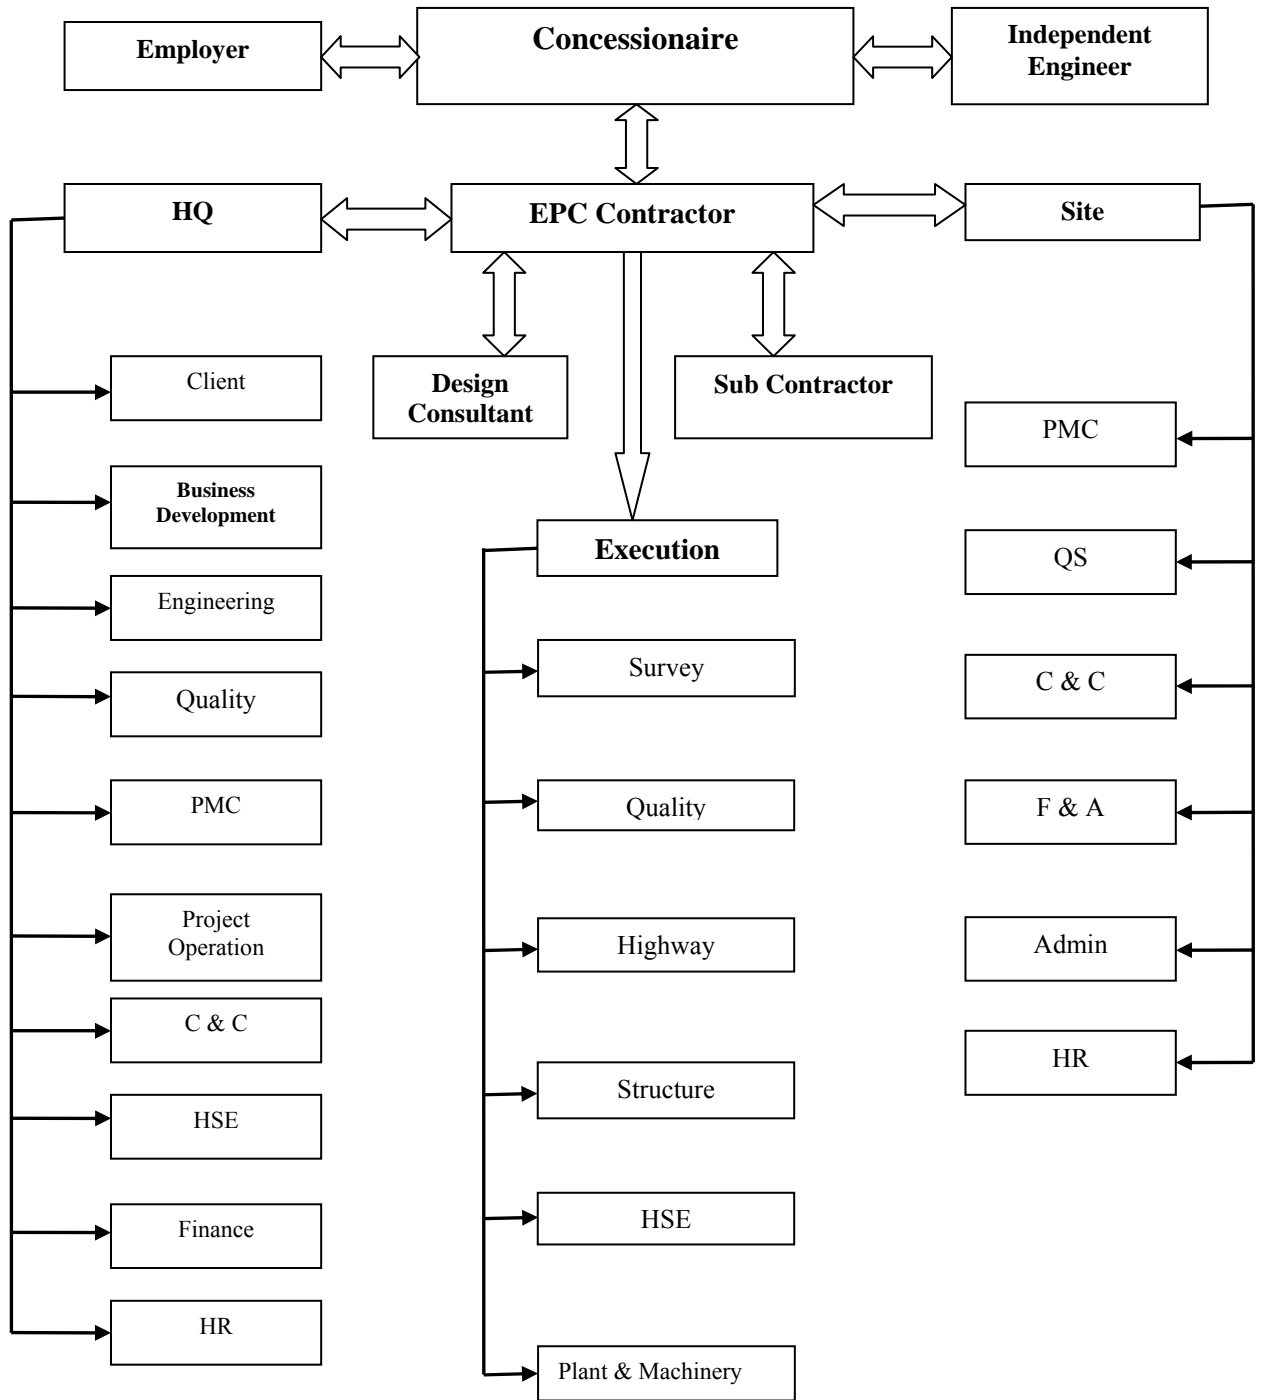 Employer
Concessionaire
Independent
Engineer
HQ
EPC Contractor
Site
Client
Business
Development
Engineering
Quality
PMC
Project
Operation
C & C
HSE
Finance
HR
Design
Consultant
Sub Contractor
Execution
Survey
Quality
Highway
Structure
HSE
Plant & Machinery
PMC
QS
C & C
F & A
Admin
HR